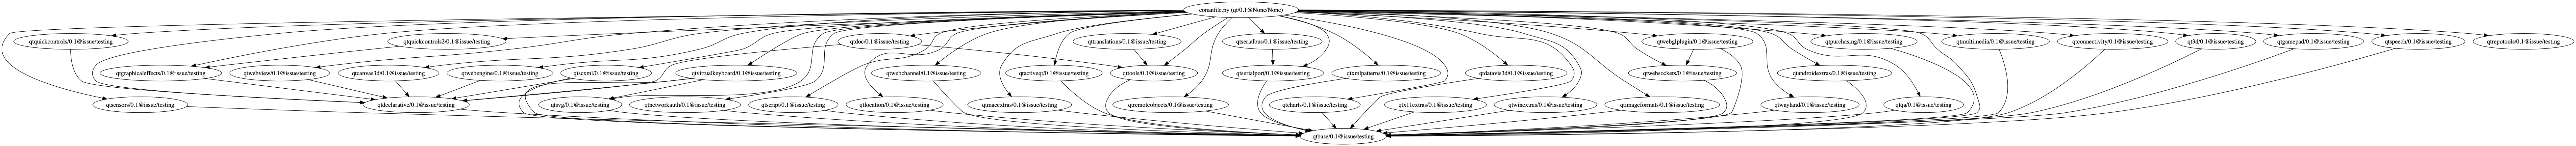 conanfile.py (qt/0.1@None/None)
qtquickcontrols/0.1@issue/testing
qtquickcontrols2/0.1@issue/testing
qtdoc/0.1@issue/testing
qttranslations/0.1@issue/testing
qtserialbus/0.1@issue/testing
qtwebglplugin/0.1@issue/testing
qtpurchasing/0.1@issue/testing
qtmultimedia/0.1@issue/testing
qtconnectivity/0.1@issue/testing
qt3d/0.1@issue/testing
qtgamepad/0.1@issue/testing
qtspeech/0.1@issue/testing
qtrepotools/0.1@issue/testing
qtgraphicaleffects/0.1@issue/testing
qtwebview/0.1@issue/testing
qtcanvas3d/0.1@issue/testing
qtwebengine/0.1@issue/testing
qtscxml/0.1@issue/testing
qtvirtualkeyboard/0.1@issue/testing
qtwebchannel/0.1@issue/testing
qtactiveqt/0.1@issue/testing
qttools/0.1@issue/testing
qtserialport/0.1@issue/testing
qtxmlpatterns/0.1@issue/testing
qtdatavis3d/0.1@issue/testing
qtwebsockets/0.1@issue/testing
qtandroidextras/0.1@issue/testing
qtsensors/0.1@issue/testing
qtdeclarative/0.1@issue/testing
qtsvg/0.1@issue/testing
qtnetworkauth/0.1@issue/testing
qtscript/0.1@issue/testing
qtlocation/0.1@issue/testing
qtmacextras/0.1@issue/testing
qtremoteobjects/0.1@issue/testing
qtcharts/0.1@issue/testing
qtx11extras/0.1@issue/testing
qtwinextras/0.1@issue/testing
qtimageformats/0.1@issue/testing
qtwayland/0.1@issue/testing
qtqa/0.1@issue/testing
qtbase/0.1@issue/testing